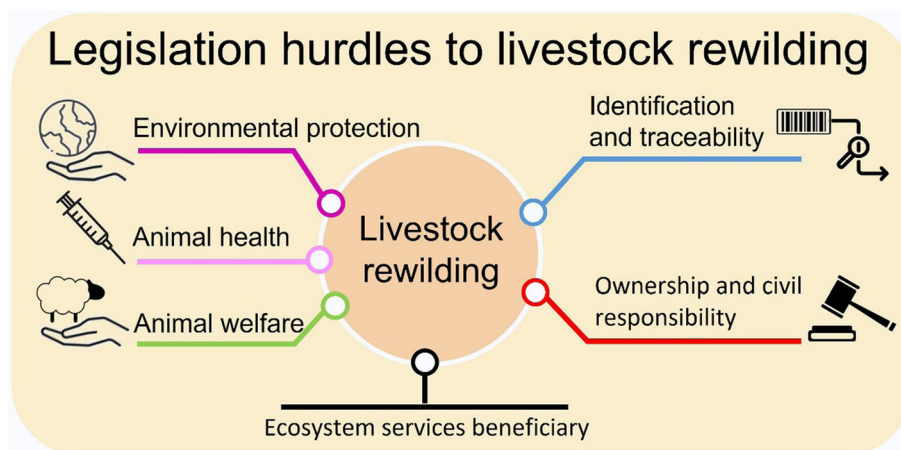 Legislation hurdles to livestock rewilding
Environmental protection
Animal health
Animal welfare
Livestock
rewilding
Identification
and traceability
Ownership and civil
responsibility
Ecosystem services beneficiary